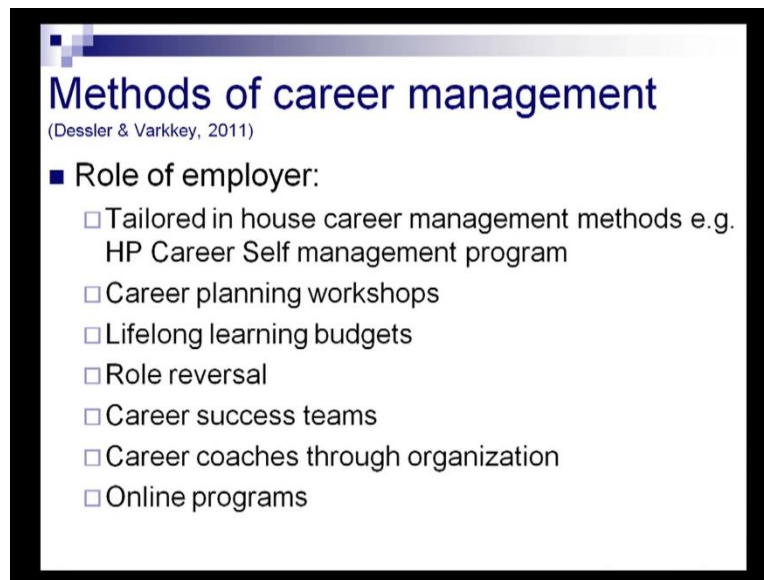 Methods of career management
(Dessler & Varkkey, 2011)
Role of employer:
Tailored in house career management methods e.g.
HP Career Self management program
Career planning workshops
Lifelong learning budgets
Role reversal
Career success teams
Career coaches through organization
Online programs